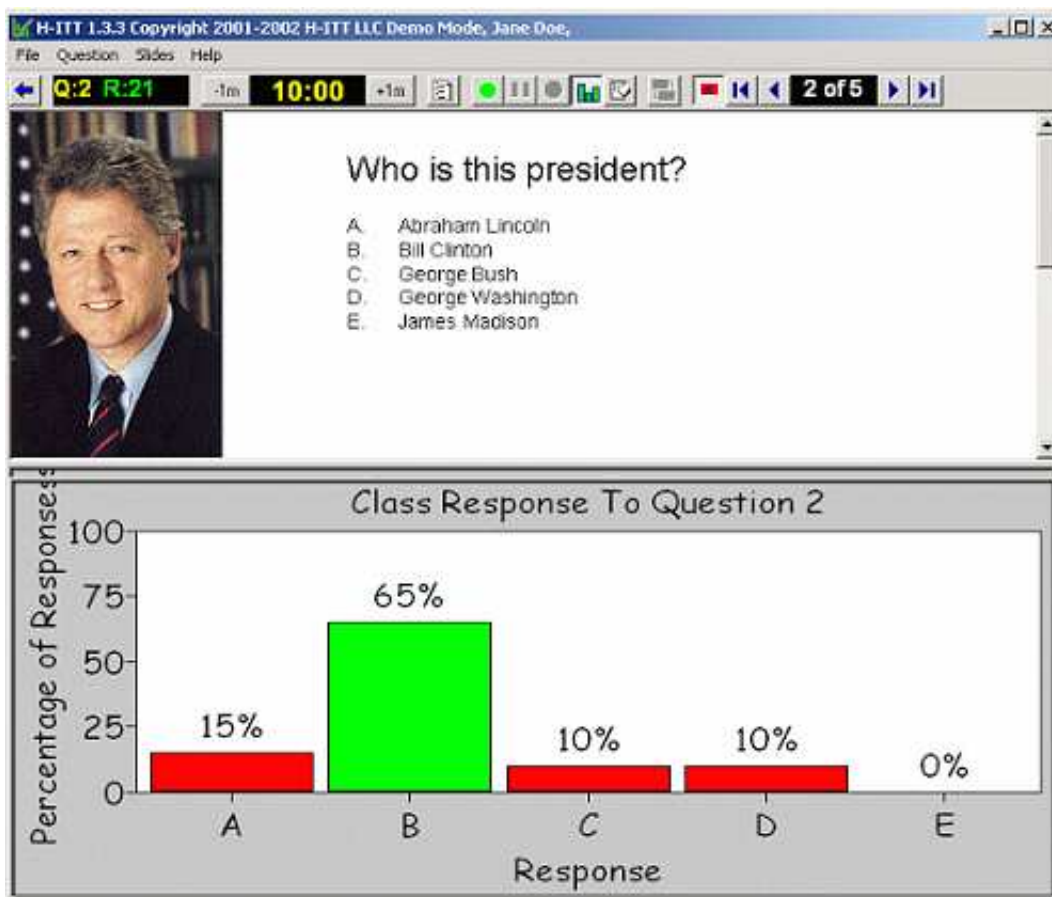 H-ITT 1.3.3 Copyright 2001-2002 H-ITT LLC Demo Mode, Jane Doe,
File Question Slides Help
Q:2 R:21 -1m 10:00 +1m 2 of 5
Who is this president?
A. Abraham Lincoln
B. Bill Clinton
C. George Bush
D. George Washington
E. James Madison
Class Response To Question 2
Percentage of Responsess
100
75
50
25
0
15%
65%
10%
10%
0%
A B C D E
Response